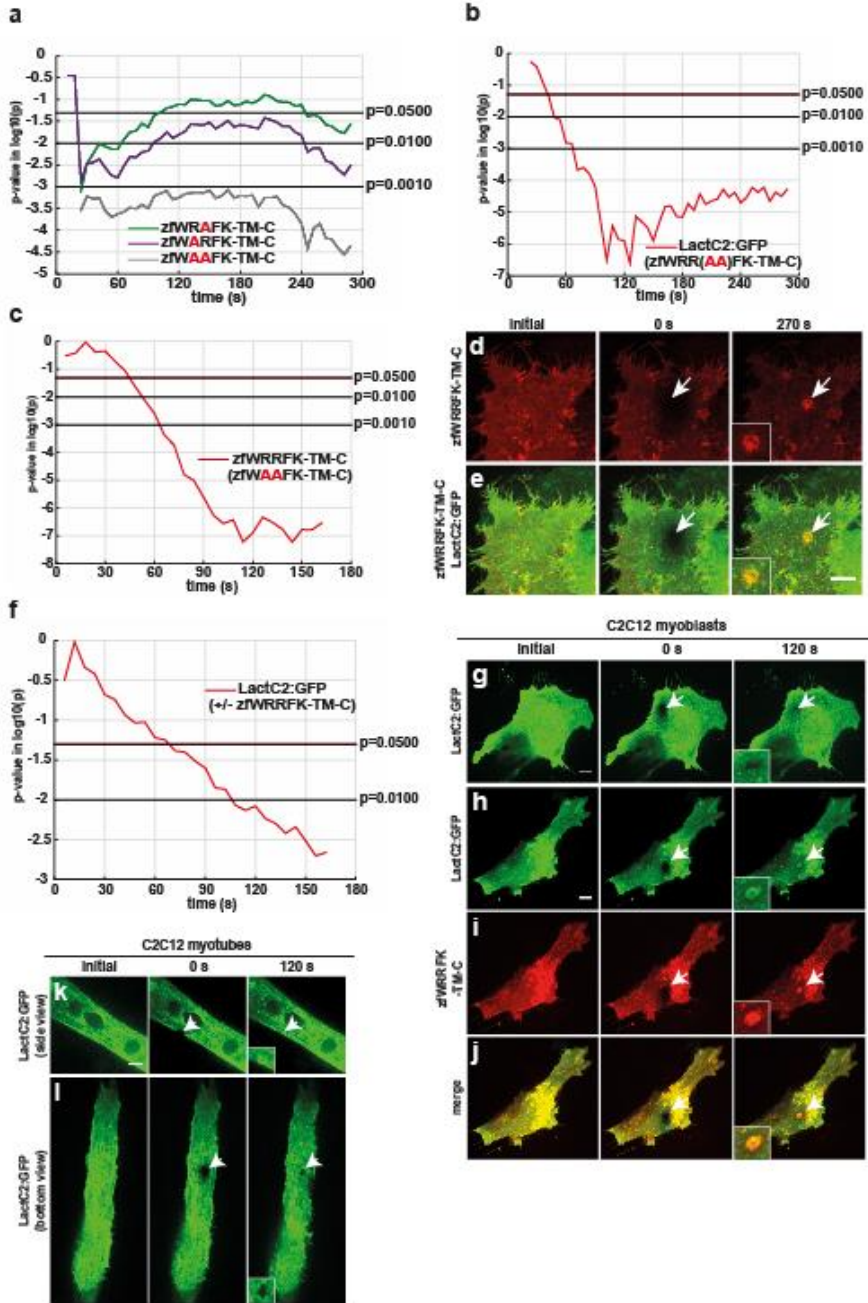 a
0
-0.5
-1
-1.5
-2
-2.5
-3
-3.5
-4
-4.5
-5
p-value in log10(p)
p=0.0500
p=0.0100
p=0.0010
zfWRAFK-TM-C
zfWARFK-TM-C
zfWAAFK-TM-C
0 60 120 180 240 300
time (s)
b
0
-1
-2
-3
-4
-5
-6
-7
p-value in log10(p)
p=0.0500
p=0.0100
p=0.0010
LactC2:GFP
(zfWRR(AA)FK-TM-C)
0 60 120 180 240 300
time (s)
c
0
-1
-2
-3
-4
-5
-6
-7
-8
p-value in log10(p)
p=0.0500
p=0.0100
p=0.0010
zfWRRFK-TM-C
(zfWAAFK-TM-C)
0 30 60 90 120 150 180
time (s)
initial 0 s 270 s
d
zfWRRFK-TM-C
e
zfWRRFK-TM-C
LactC2:GFP
f
0
-0.5
-1
-1.5
-2
-2.5
-3
p-value in log10(p)
LactC2:GFP
(+/- zfWRRFK-TM-C)
p=0.0500
p=0.0100
0 30 60 90 120 150 180
time (s)
C2C12 myoblasts
initial 0 s 120 s
g
LactC2:GFP
h
LactC2:GFP
i
zfWRRFK
-TM-C
j
merge
C2C12 myotubes
initial 0 s 120 s
k
LactC2:GFP
(side view)
l
LactC2:GFP
(bottom view)